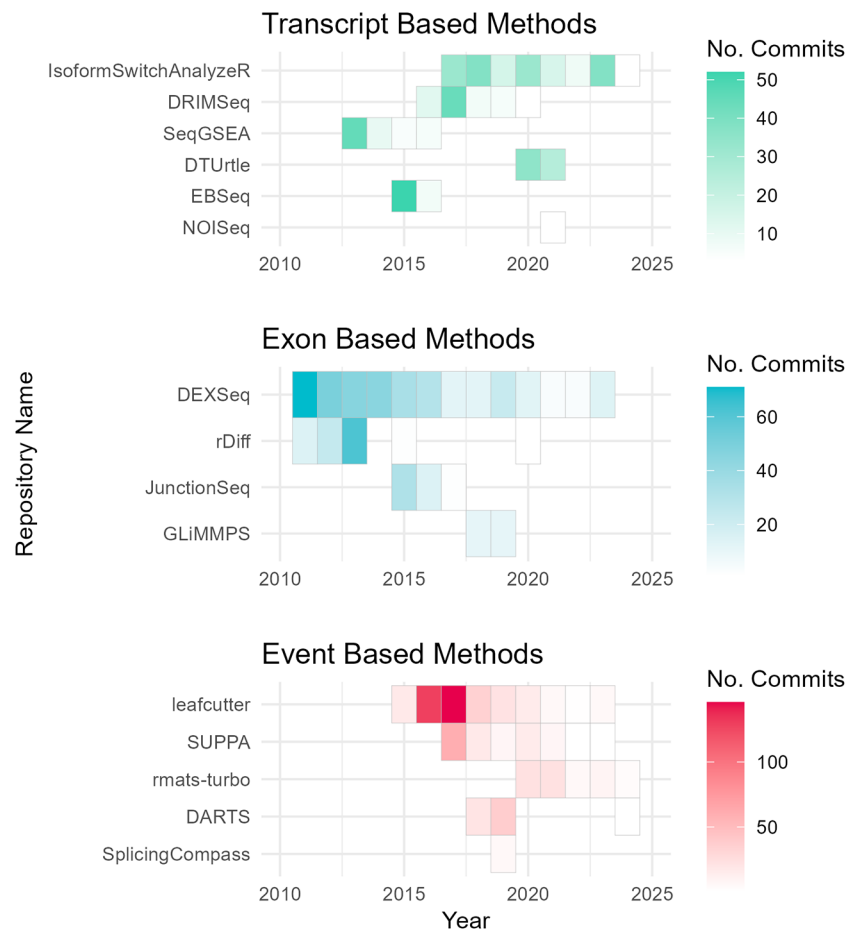 Transcript Based Methods
No. Commits
IsoformSwitchAnalyzeR
DRIMSeq
SeqGSEA
DTUrtle
EBSeq
NOISeq
50
40
30
20
10
2010 2015 2020 2025
Exon Based Methods
No. Commits
DEXSeq
rDiff
JunctionSeq
GLiMMPS
60
40
20
2010 2015 2020 2025
Repository Name
Event Based Methods
No. Commits
leafcutter
SUPPA
rmats-turbo
DARTS
SplicingCompass
100
50
2010 2015 2020 2025
Year